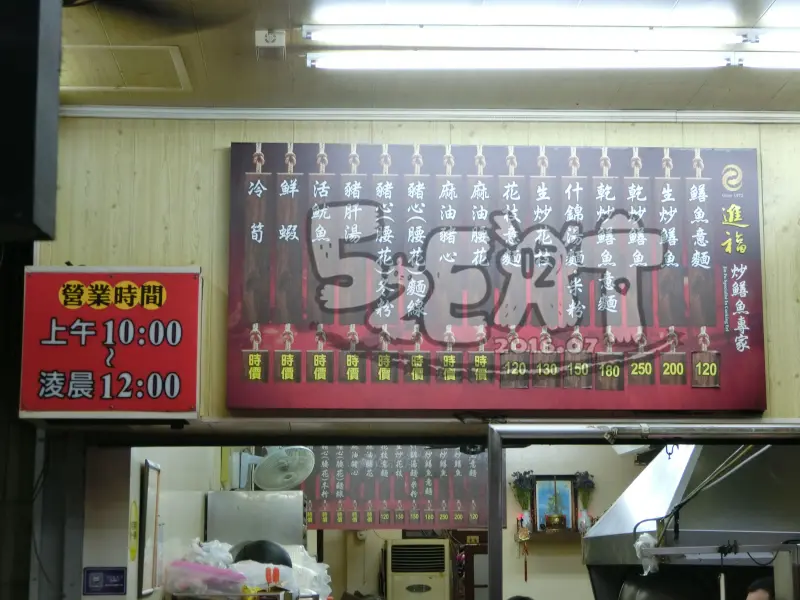 進福
炒鱔魚專家
鱔魚意麵 120
生炒鱔魚 200
乾炒鱔魚 250
乾炒鱔魚意麵 180
什錦湯麵米粉 150
生炒花枝 130
花枝意麵 120
麻油腰花 時價
麻油豬心 時價
豬心(腰花)麵線 時價
豬心(腰花)冬粉 時價
豬肝湯 時價
活魷魚 時價
鮮蝦 時價
冷筍 時價
營業時間
上午10:00
~
淩晨12:00
2016.07